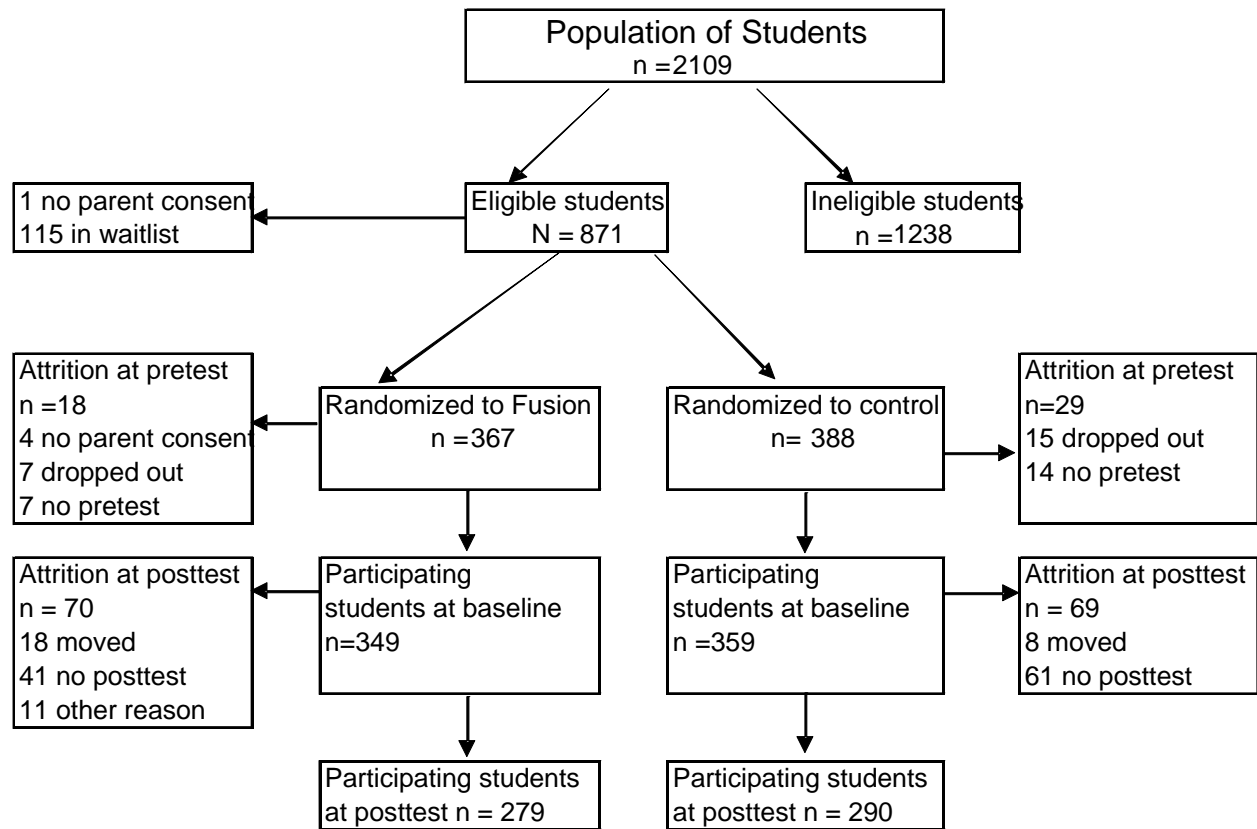 Population of Students
n =2109
1 no parent consent
115 in waitlist
Eligible students
N = 871
Ineligible students
n =1238
Attrition at pretest
n =18
4 no parent consent
7 dropped out
7 no pretest
Randomized to Fusion
n =367
Randomized to control
n= 388
Attrition at pretest
n=29
15 dropped out
14 no pretest
Attrition at posttest
n = 70
18 moved
41 no posttest
11 other reason
Participating
students at baseline
n=349
Participating
students at baseline
n =359
Attrition at posttest
n = 69
8 moved
61 no posttest
Participating students
at posttest n = 279
Participating students
at posttest n = 290